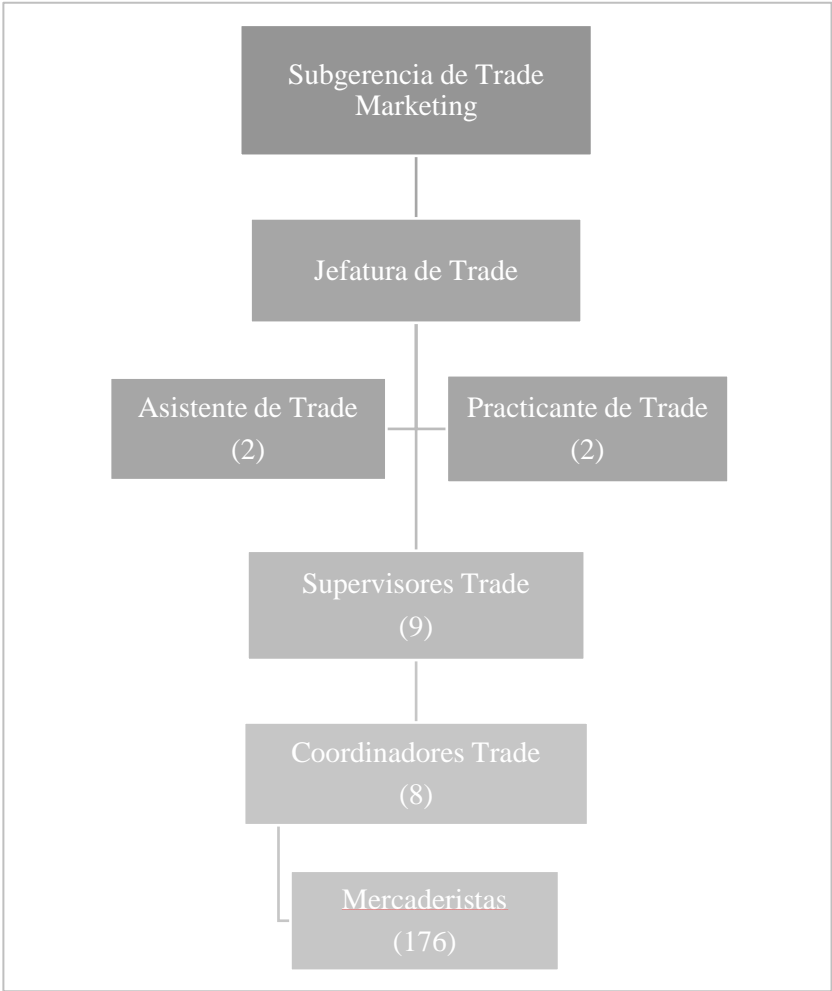 Subgerencia de Trade
Marketing
Jefatura de Trade
Asistente de Trade
(2)
Practicante de Trade
(2)
Supervisores Trade
(9)
Coordinadores Trade
(8)
Mercaderistas
(176)